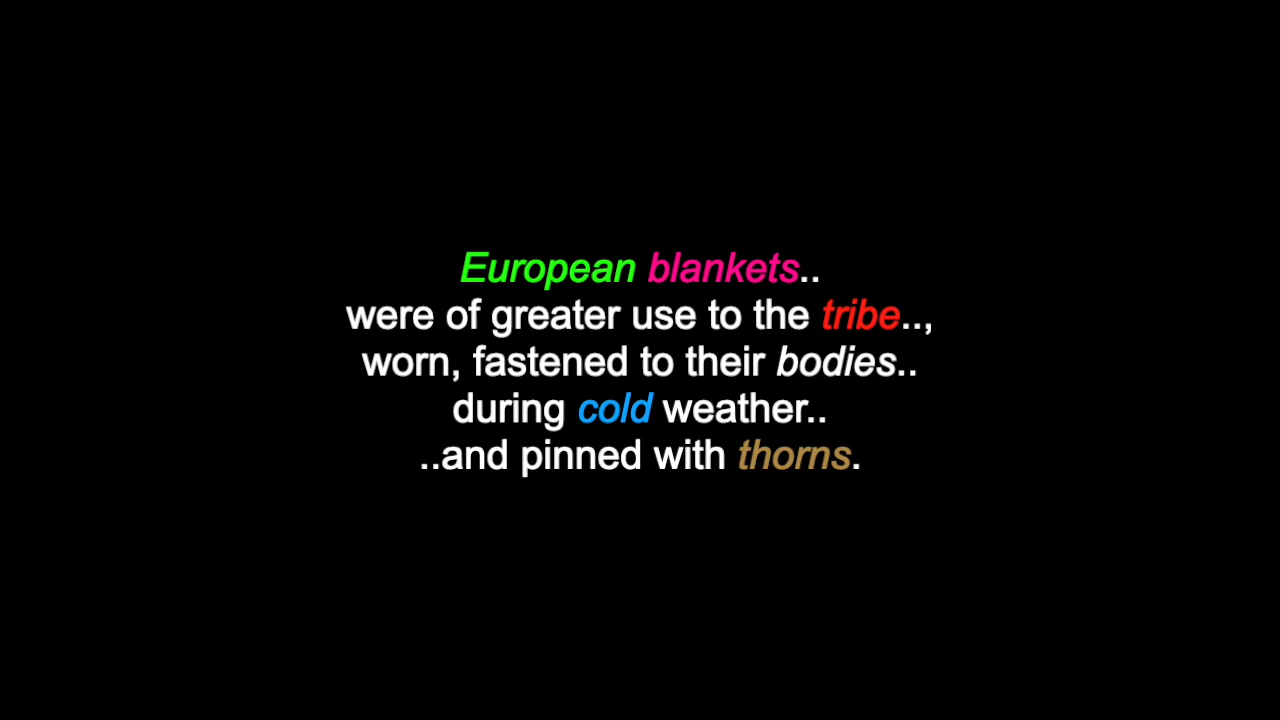 European blankets..
were of greater use to the tribe..,
worn, fastened to their bodies..
during cold weather..
..and pinned with thorns.